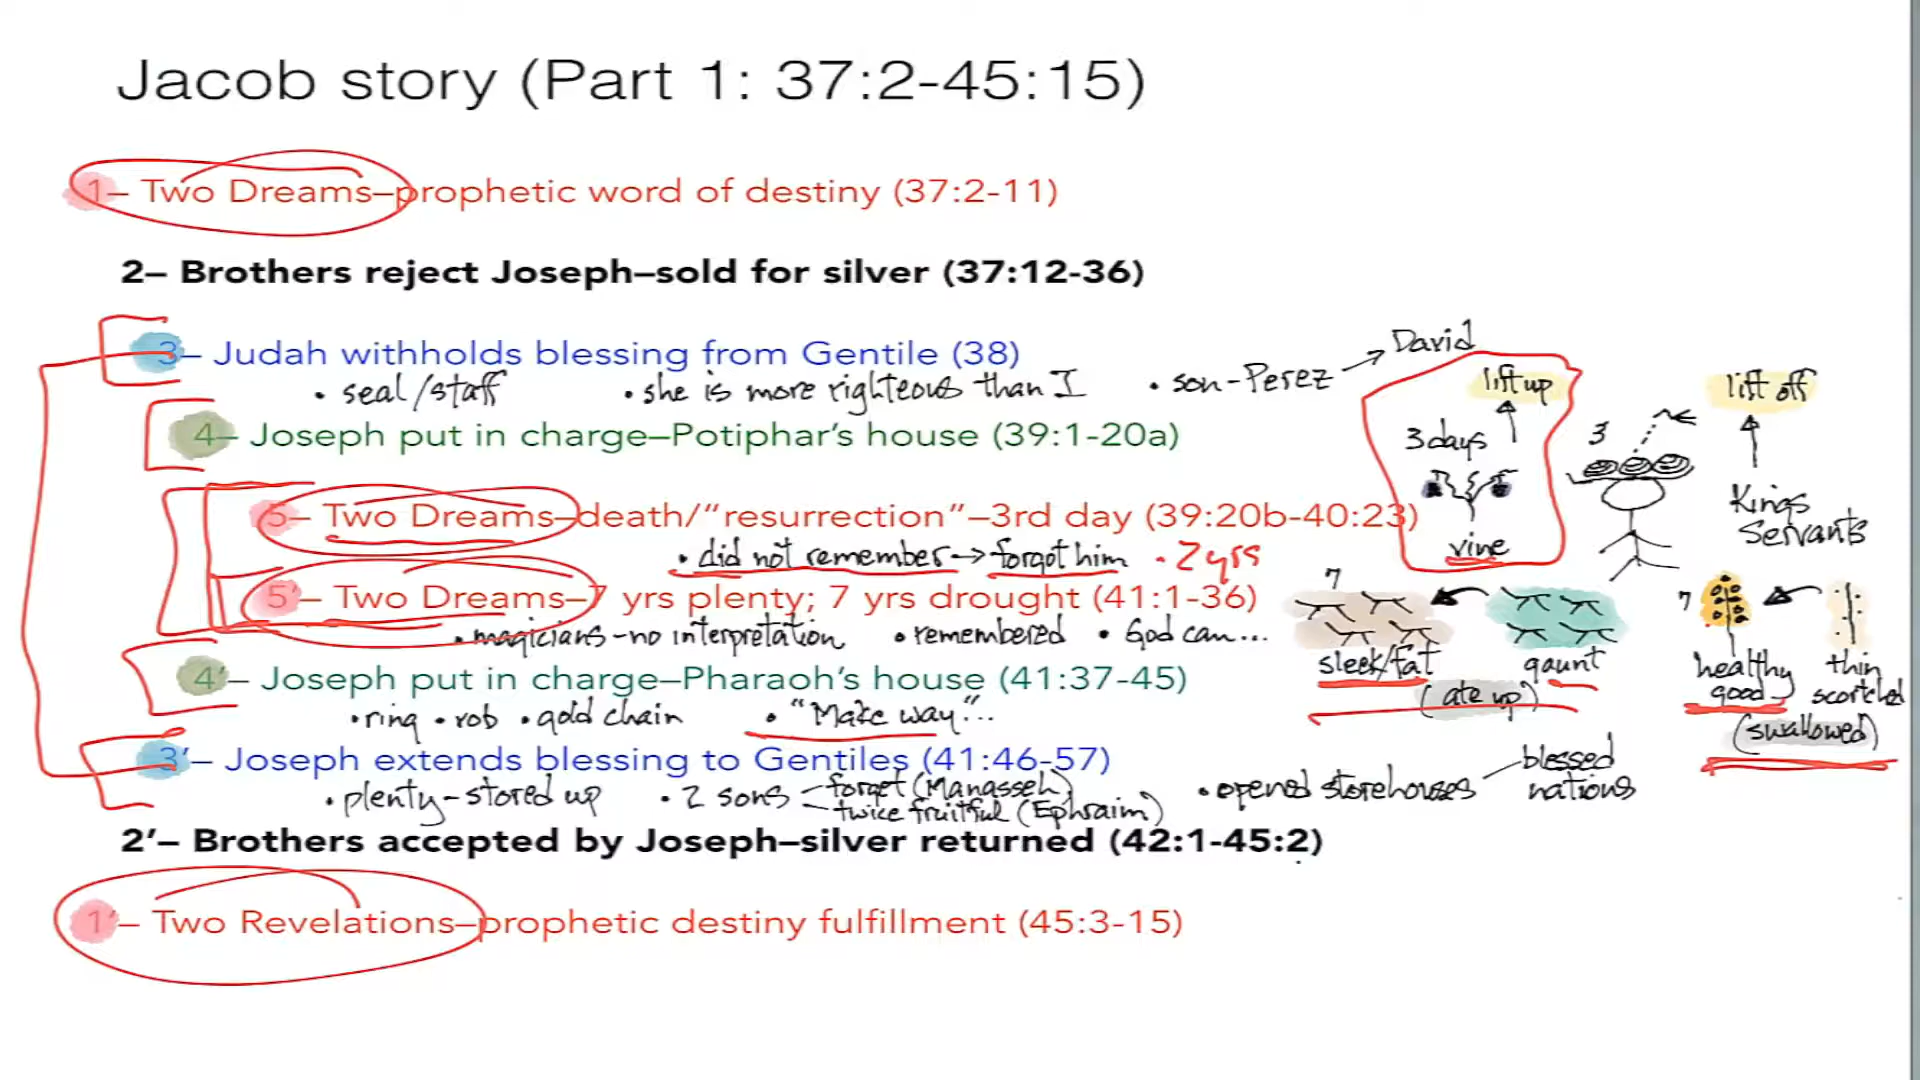 Jacob story (Part 1: 37:2-45:15)
1– Two Dreams–prophetic word of destiny (37:2-11)
2– Brothers reject Joseph–sold for silver (37:12-36)
3– Judah withholds blessing from Gentile (38)
• seal/staff • she is more righteous than I • son-Perez → David
4– Joseph put in charge–Potiphar's house (39:1-20a)
lift up
3 days
vine
3
lift off
Kings
Servants
5– Two Dreams–death/"resurrection"–3rd day (39:20b-40:23)
• did not remember → forgot him • 2 yrs
5'– Two Dreams–7 yrs plenty; 7 yrs drought (41:1-36)
• magicians-no interpretation • remembered • God can...
7
sleek/fat gaunt
(ate up)
7
healthy thin
good scorched
(swallowed)
4'– Joseph put in charge–Pharaoh's house (41:37-45)
• ring • rob • gold chain • "Make way"...
3'– Joseph extends blessing to Gentiles (41:46-57)
• plenty-stored up • 2 sons forget (Manasseh)
twice fruitful (Ephraim)
• opened storehouses blessed
nations
2'– Brothers accepted by Joseph–silver returned (42:1-45:2)
1'– Two Revelations–prophetic destiny fulfillment (45:3-15)